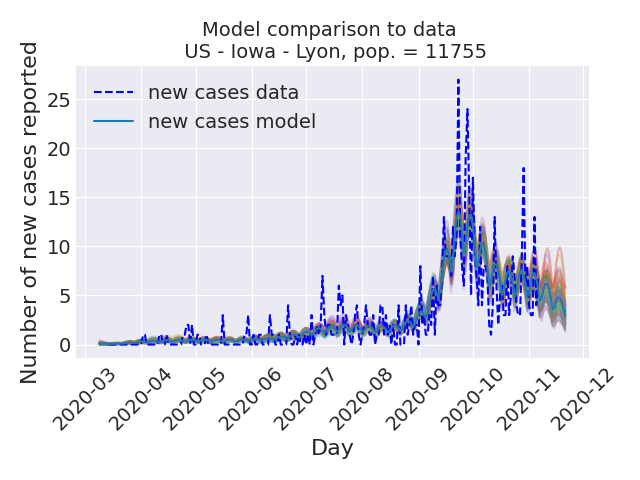 Model comparison to data
US - Iowa - Lyon, pop. = 11755
Number of new cases reported
new cases data
new cases model
25
20
15
10
5
0
2020-03
2020-04
2020-05
2020-06
2020-07
2020-08
2020-09
2020-10
2020-11
2020-12
Day